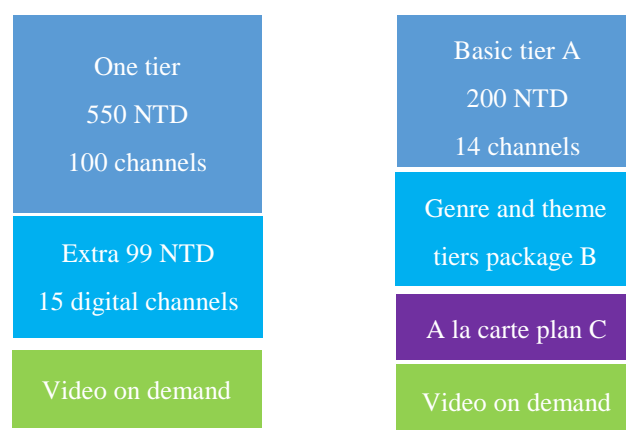 One tier
550 NTD
100 channels
Extra 99 NTD
15 digital channels
Video on demand
Basic tier A
200 NTD
14 channels
Genre and theme
tiers package B
A la carte plan C
Video on demand